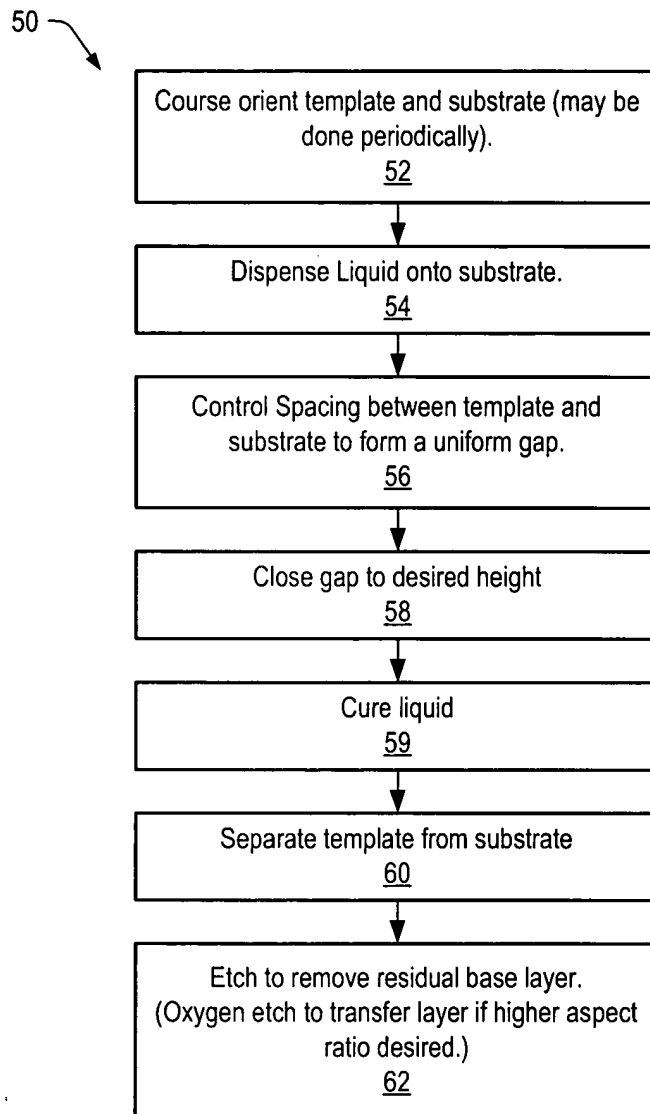 50
Course orient template and substrate (may be
done periodically).
52
Dispense Liquid onto substrate.
54
Control Spacing between template and
substrate to form a uniform gap.
56
Close gap to desired height
58
Cure liquid
59
Separate template from substrate
60
Etch to remove residual base layer.
(Oxygen etch to transfer layer if higher aspect
ratio desired.)
62